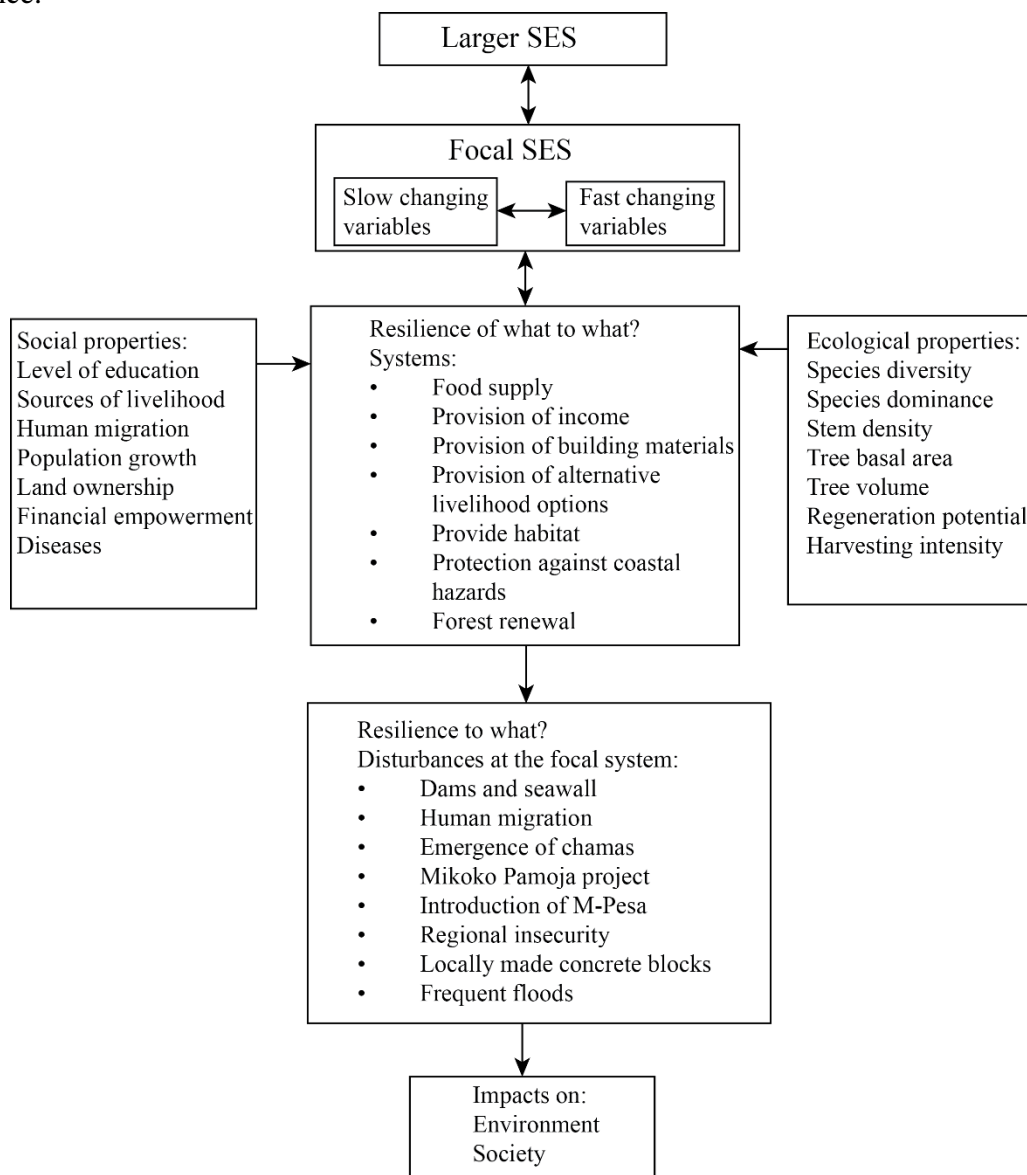 Larger SES
Focal SES
Slow changing
variables
Fast changing
variables
Social properties:
Level of education
Sources of livelihood
Human migration
Population growth
Land ownership
Financial empowerment
Diseases
Resilience of what to what?
Systems:
• Food supply
• Provision of income
• Provision of building materials
• Provision of alternative
livelihood options
• Provide habitat
• Protection against coastal
hazards
• Forest renewal
Ecological properties:
Species diversity
Species dominance
Stem density
Tree basal area
Tree volume
Regeneration potential
Harvesting intensity
Resilience to what?
Disturbances at the focal system:
• Dams and seawall
• Human migration
• Emergence of chamas
• Mikoko Pamoja project
• Introduction of M-Pesa
• Regional insecurity
• Locally made concrete blocks
• Frequent floods
Impacts on:
Environment
Society